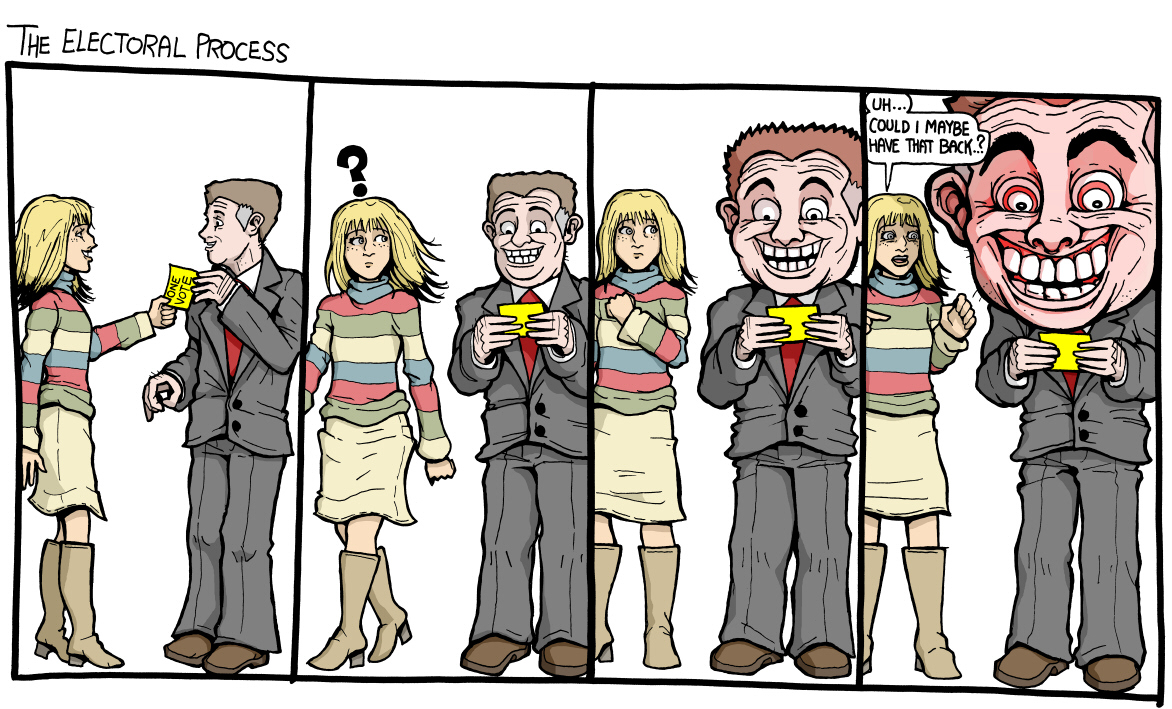 THE ELECTORAL PROCESS
ONE
VOTE
?
UH...
COULD I MAYBE
HAVE THAT BACK..?